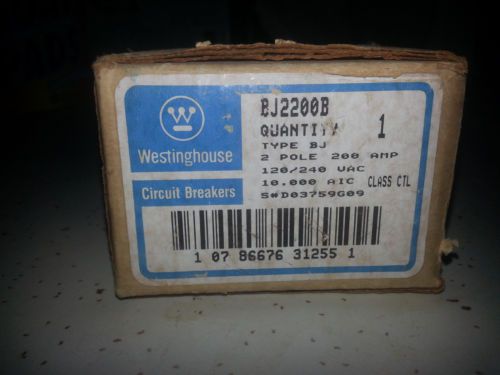 Westinghouse
Circuit Breakers
BJ2200B
QUANTITY 1
TYPE BJ
2 POLE 200 AMP
120/240 VAC
10,000 AIC CLASS CTL
S#D03759G09
1 07 86676 31255 1